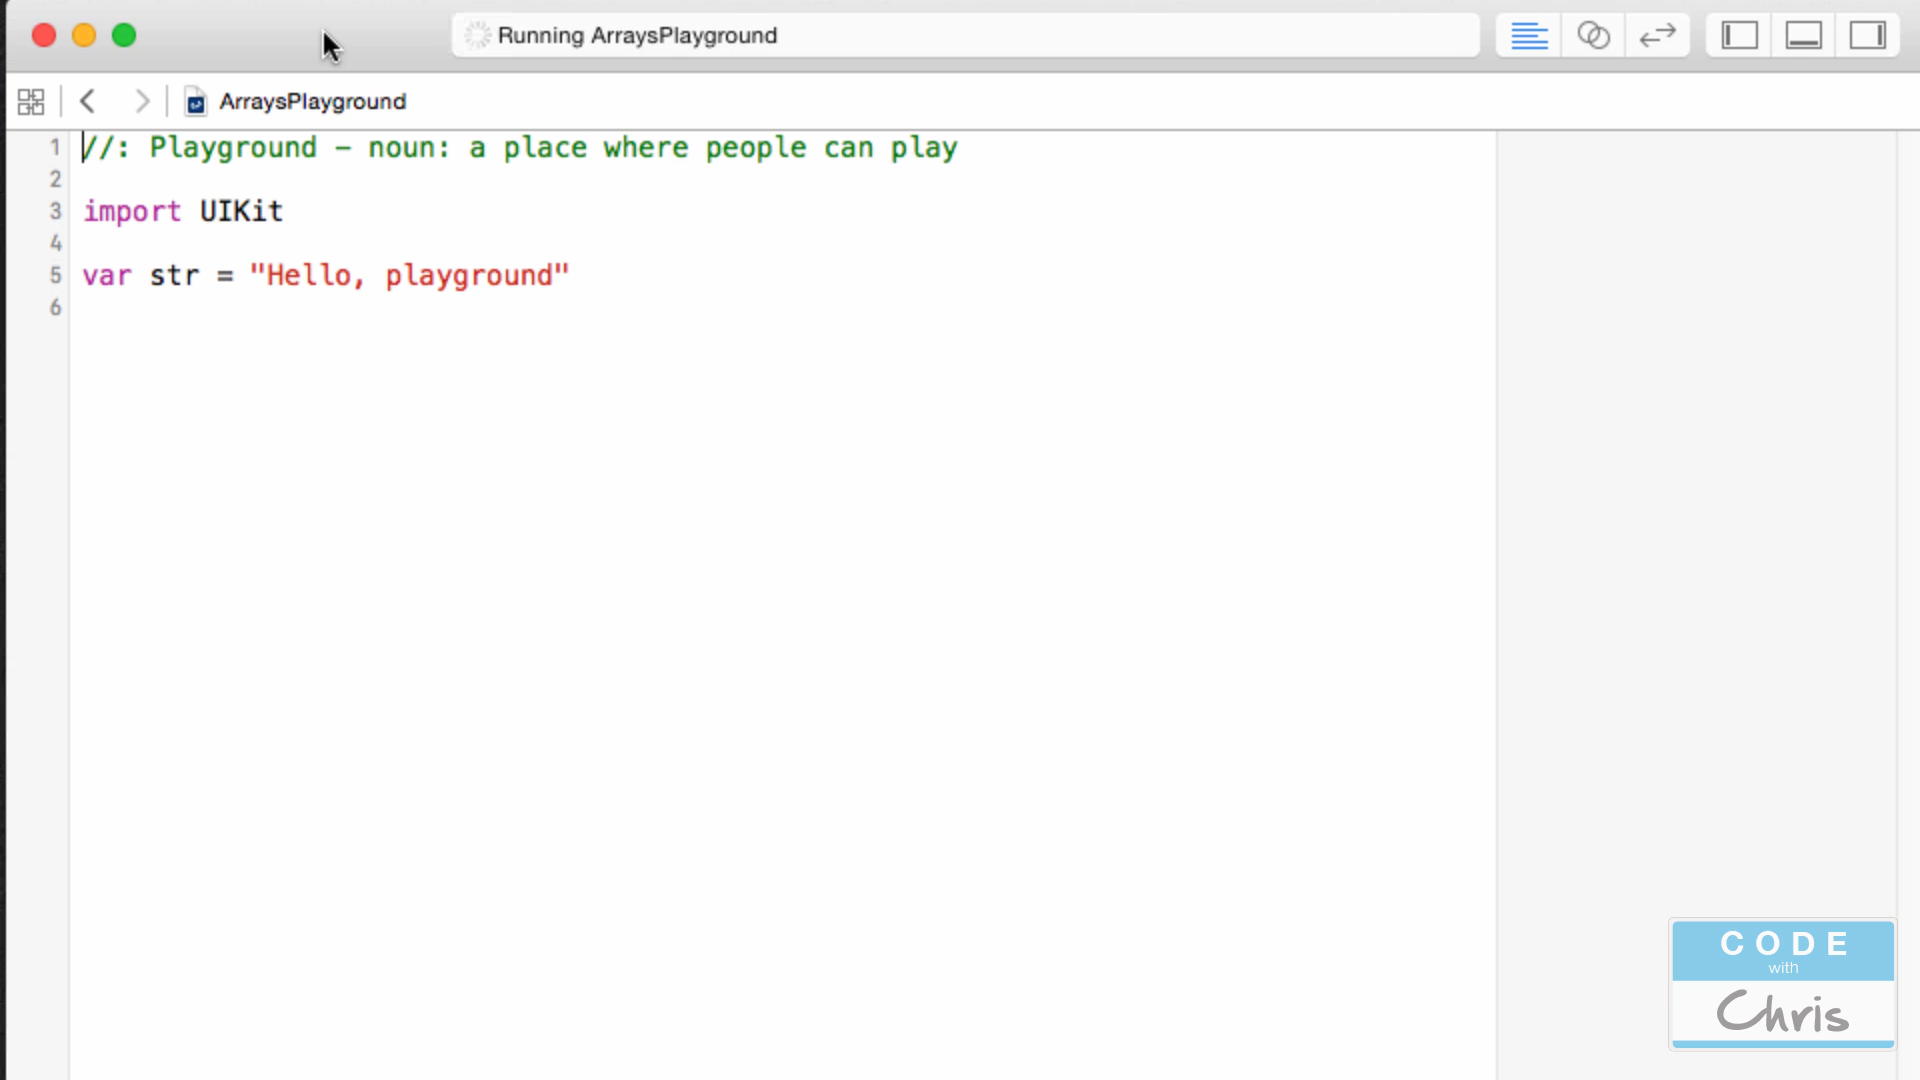 Running ArraysPlayground
ArraysPlayground
1 //: Playground - noun: a place where people can play
2
3 import UIKit
4
5 var str = "Hello, playground"
6
CODE
with
Chris